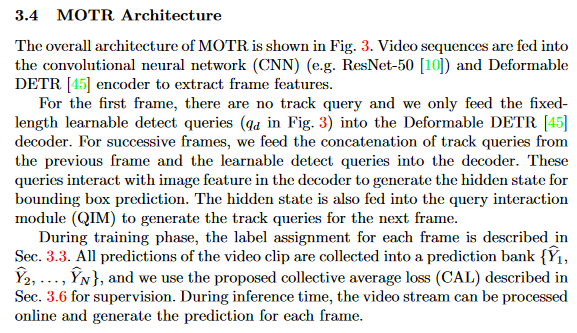 3.4 MOTR Architecture
The overall architecture of MOTR is shown in Fig. 3. Video sequences are fed into
the convolutional neural network (CNN) (e.g. ResNet-50 [10]) and Deformable
DETR [45] encoder to extract frame features.
For the first frame, there are no track query and we only feed the fixed-
length learnable detect queries (q_d in Fig. 3) into the Deformable DETR [45]
decoder. For successive frames, we feed the concatenation of track queries from
the previous frame and the learnable detect queries into the decoder. These
queries interact with image feature in the decoder to generate the hidden state for
bounding box prediction. The hidden state is also fed into the query interaction
module (QIM) to generate the track queries for the next frame.
During training phase, the label assignment for each frame is described in
Sec. 3.3. All predictions of the video clip are collected into a prediction bank {Ŷ₁,
Ŷ₂, . . . , Ŷ_N}, and we use the proposed collective average loss (CAL) described in
Sec. 3.6 for supervision. During inference time, the video stream can be processed
online and generate the prediction for each frame.